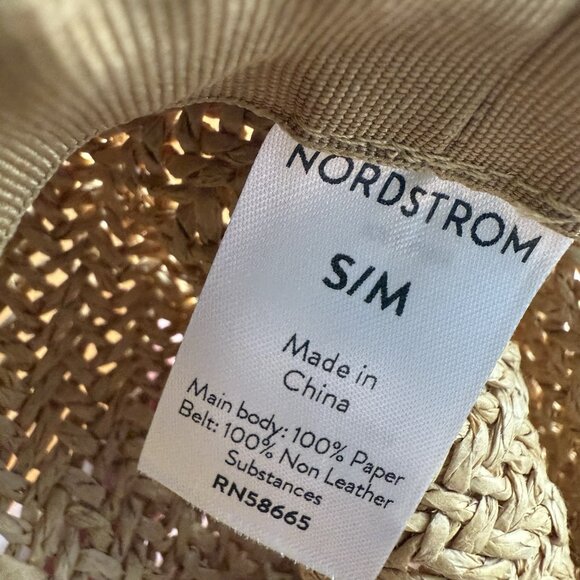 NORDSTROM
S/M
Made in
China
Main body: 100% Paper
Belt: 100% Non Leather
Substances
RN58665